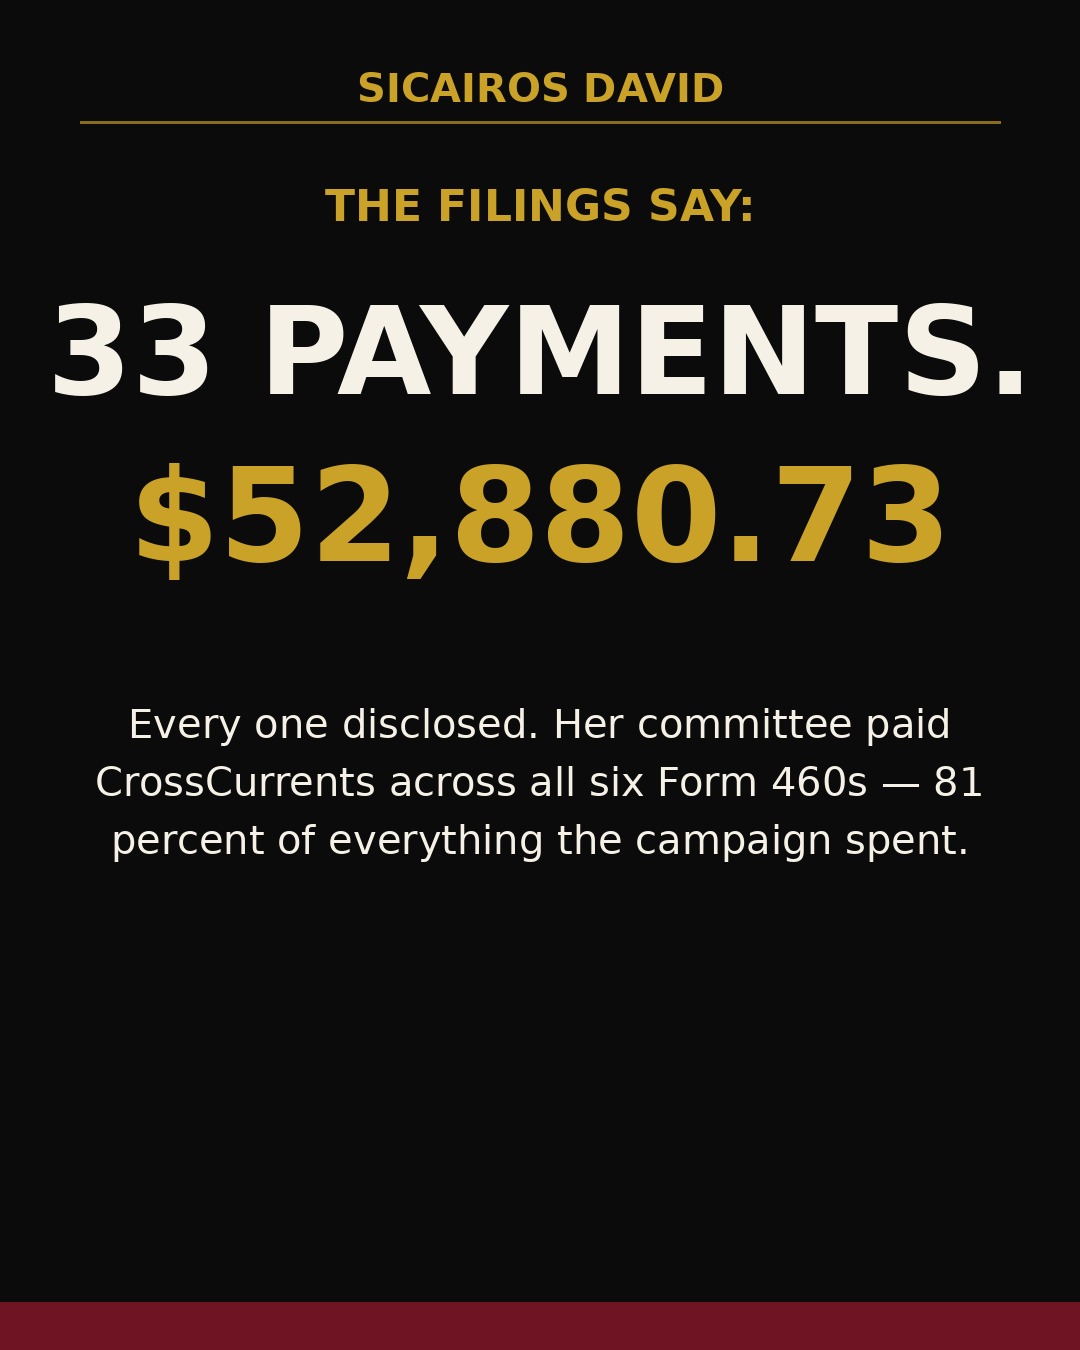 SICAIROS DAVID
THE FILINGS SAY:
33 PAYMENTS.
$52,880.73
Every one disclosed. Her committee paid
CrossCurrents across all six Form 460s — 81
percent of everything the campaign spent.